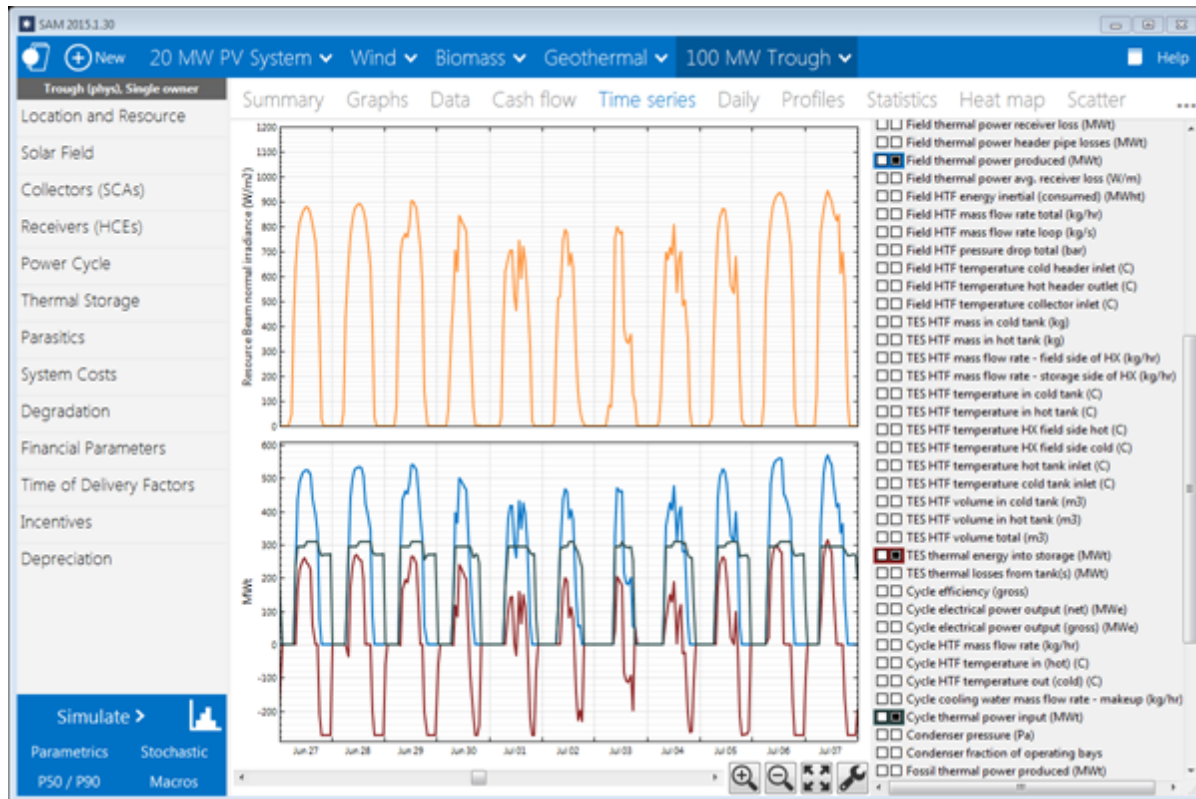 SAM 2015.1.30
New 20 MW PV System Wind Biomass Geothermal 100 MW Trough Help
Trough (phys), Single owner
Location and Resource
Solar Field
Collectors (SCAs)
Receivers (HCEs)
Power Cycle
Thermal Storage
Parasitics
System Costs
Degradation
Financial Parameters
Time of Delivery Factors
Incentives
Depreciation
Simulate >
Parametrics Stochastic
P50 / P90 Macros
Summary Graphs Data Cash flow Time series Daily Profiles Statistics Heat map Scatter ...
Resource Beam normal irradiance (W/m2)
1200
1100
1000
900
800
700
600
500
400
300
200
100
0
MWt
600
500
400
300
200
100
0
-100
-200
Jun 27 Jun 28 Jun 29 Jun 30 Jul 01 Jul 02 Jul 03 Jul 04 Jul 05 Jul 06 Jul 07
Field thermal power receiver loss (MWt)
Field thermal power header pipe losses (MWt)
Field thermal power produced (MWt)
Field thermal power avg. receiver loss (W/m)
Field HTF energy inertial (consumed) (MWht)
Field HTF mass flow rate total (kg/hr)
Field HTF mass flow rate loop (kg/s)
Field HTF pressure drop total (bar)
Field HTF temperature cold header inlet (C)
Field HTF temperature hot header outlet (C)
Field HTF temperature collector inlet (C)
TES HTF mass in cold tank (kg)
TES HTF mass in hot tank (kg)
TES HTF mass flow rate - field side of HX (kg/hr)
TES HTF mass flow rate - storage side of HX (kg/hr)
TES HTF temperature in cold tank (C)
TES HTF temperature in hot tank (C)
TES HTF temperature HX field side hot (C)
TES HTF temperature HX field side cold (C)
TES HTF temperature hot tank inlet (C)
TES HTF temperature cold tank inlet (C)
TES HTF volume in cold tank (m3)
TES HTF volume in hot tank (m3)
TES HTF volume total (m3)
TES thermal energy into storage (MWt)
TES thermal losses from tank(s) (MWt)
Cycle efficiency (gross)
Cycle electrical power output (net) (MWe)
Cycle electrical power output (gross) (MWe)
Cycle HTF mass flow rate (kg/hr)
Cycle HTF temperature in (hot) (C)
Cycle HTF temperature out (cold) (C)
Cycle cooling water mass flow rate - makeup (kg/hr)
Cycle thermal power input (MWt)
Condenser pressure (Pa)
Condenser fraction of operating bays
Fossil thermal power produced (MWt)